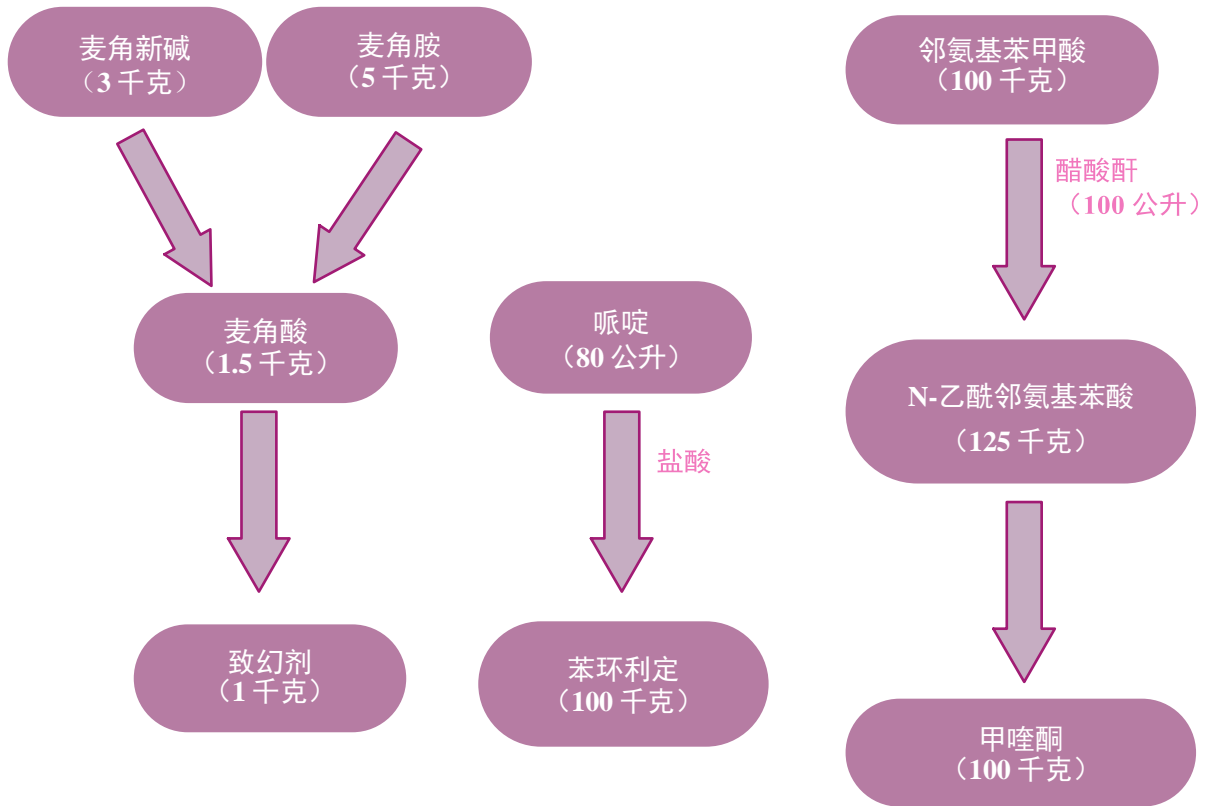 麦角新碱
（3 千克）
麦角胺
（5 千克）
麦角酸
（1.5 千克）
致幻剂
（1 千克）
哌啶
（80 公升）
盐酸
苯环利定
（100 千克）
邻氨基苯甲酸
（100 千克）
醋酸酐
（100 公升）
N-乙酰邻氨基苯酸
（125 千克）
甲喹酮
（100 千克）